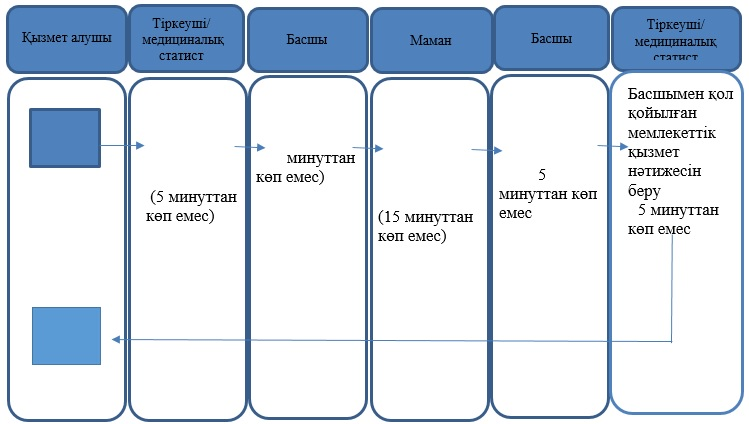 Қызмет алушы
Тіркеуші/
медициналық
статист
Басшы
Маман
Басшы
Тіркеуші/
медициналық
статист
(5 минуттан
көп емес)
минуттан
көп емес)
(15 минуттан
көп емес)
5
минуттан көп
емес
Басшымен қол
қойылған
мемлекеттік
қызмет
нәтижесін
беру
5 минуттан
көп емес